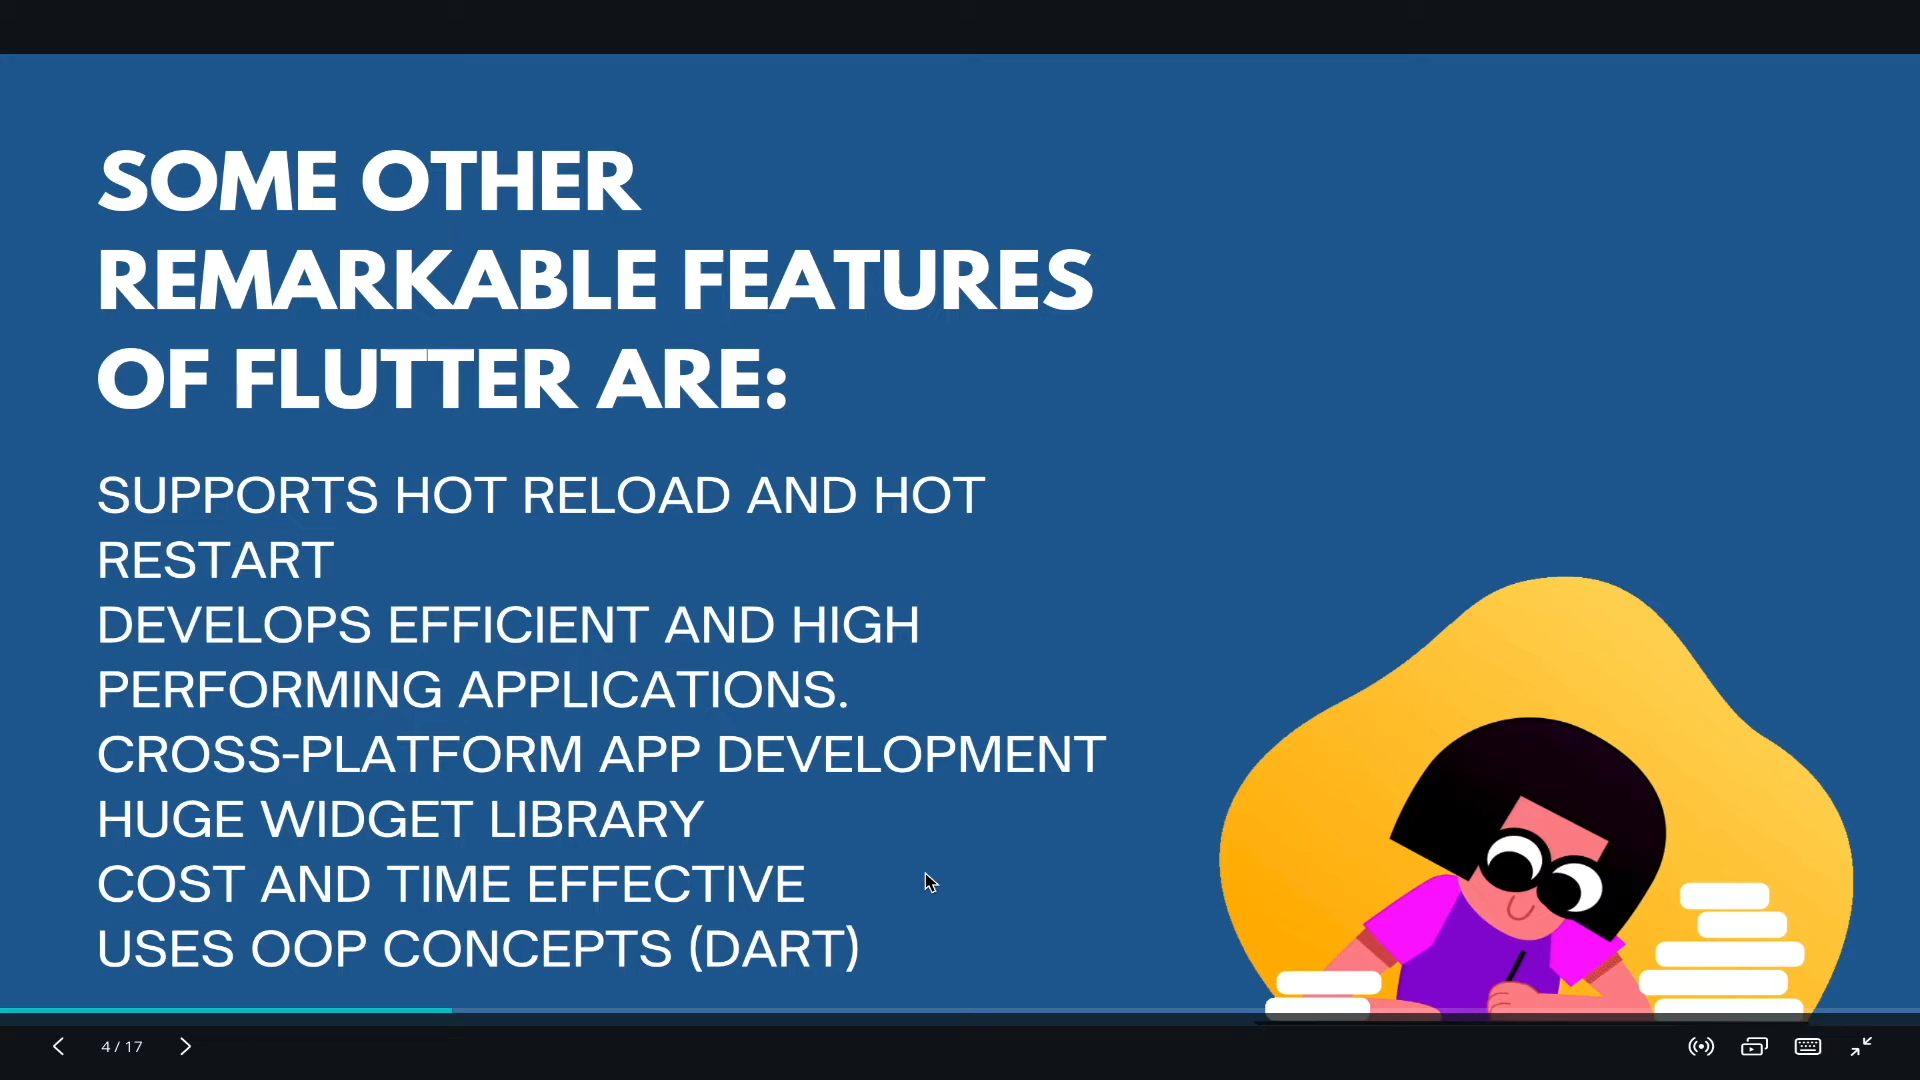 SOME OTHER
REMARKABLE FEATURES
OF FLUTTER ARE:
SUPPORTS HOT RELOAD AND HOT
RESTART
DEVELOPS EFFICIENT AND HIGH
PERFORMING APPLICATIONS.
CROSS-PLATFORM APP DEVELOPMENT
HUGE WIDGET LIBRARY
COST AND TIME EFFECTIVE
USES OOP CONCEPTS (DART)
4 / 17